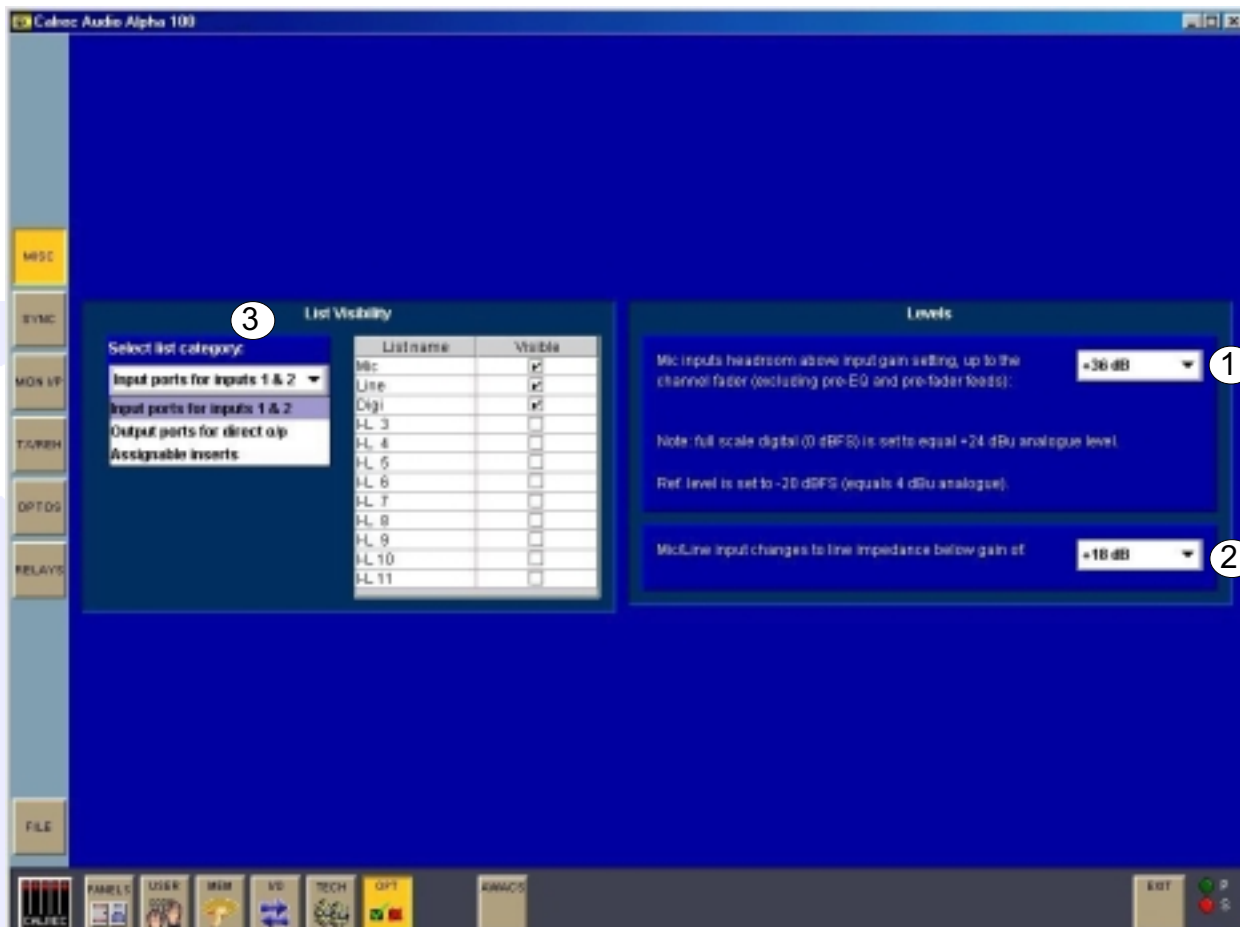 Calrec Audio Alpha 100
MISC
SYNC
MON I/P
TX/REH
OPTOS
RELAYS
FILE
3
List Visibility
Select list category:
Input ports for inputs 1 & 2
Input ports for inputs 1 & 2
Output ports for direct o/p
Assignable inserts
List name Visible
Mic
Line
Digi
I-L 3
I-L 4
I-L 5
I-L 6
I-L 7
I-L 8
I-L 9
I-L 10
I-L 11
Levels
Mic inputs headroom above input gain setting, up to the
channel fader (excluding pre-EQ and pre-fader feeds):
+36 dB
1
Note: full scale digital (0 dBFS) is set to equal +24 dBu analogue level.
Ref. level is set to -20 dBFS (equals 4 dBu analogue).
Mic/Line input changes to line impedance below gain of:
+18 dB
2
CALREC
PANELS
USER
MEM
I/O
TECH
OPT
AWACS
EXIT
P
S